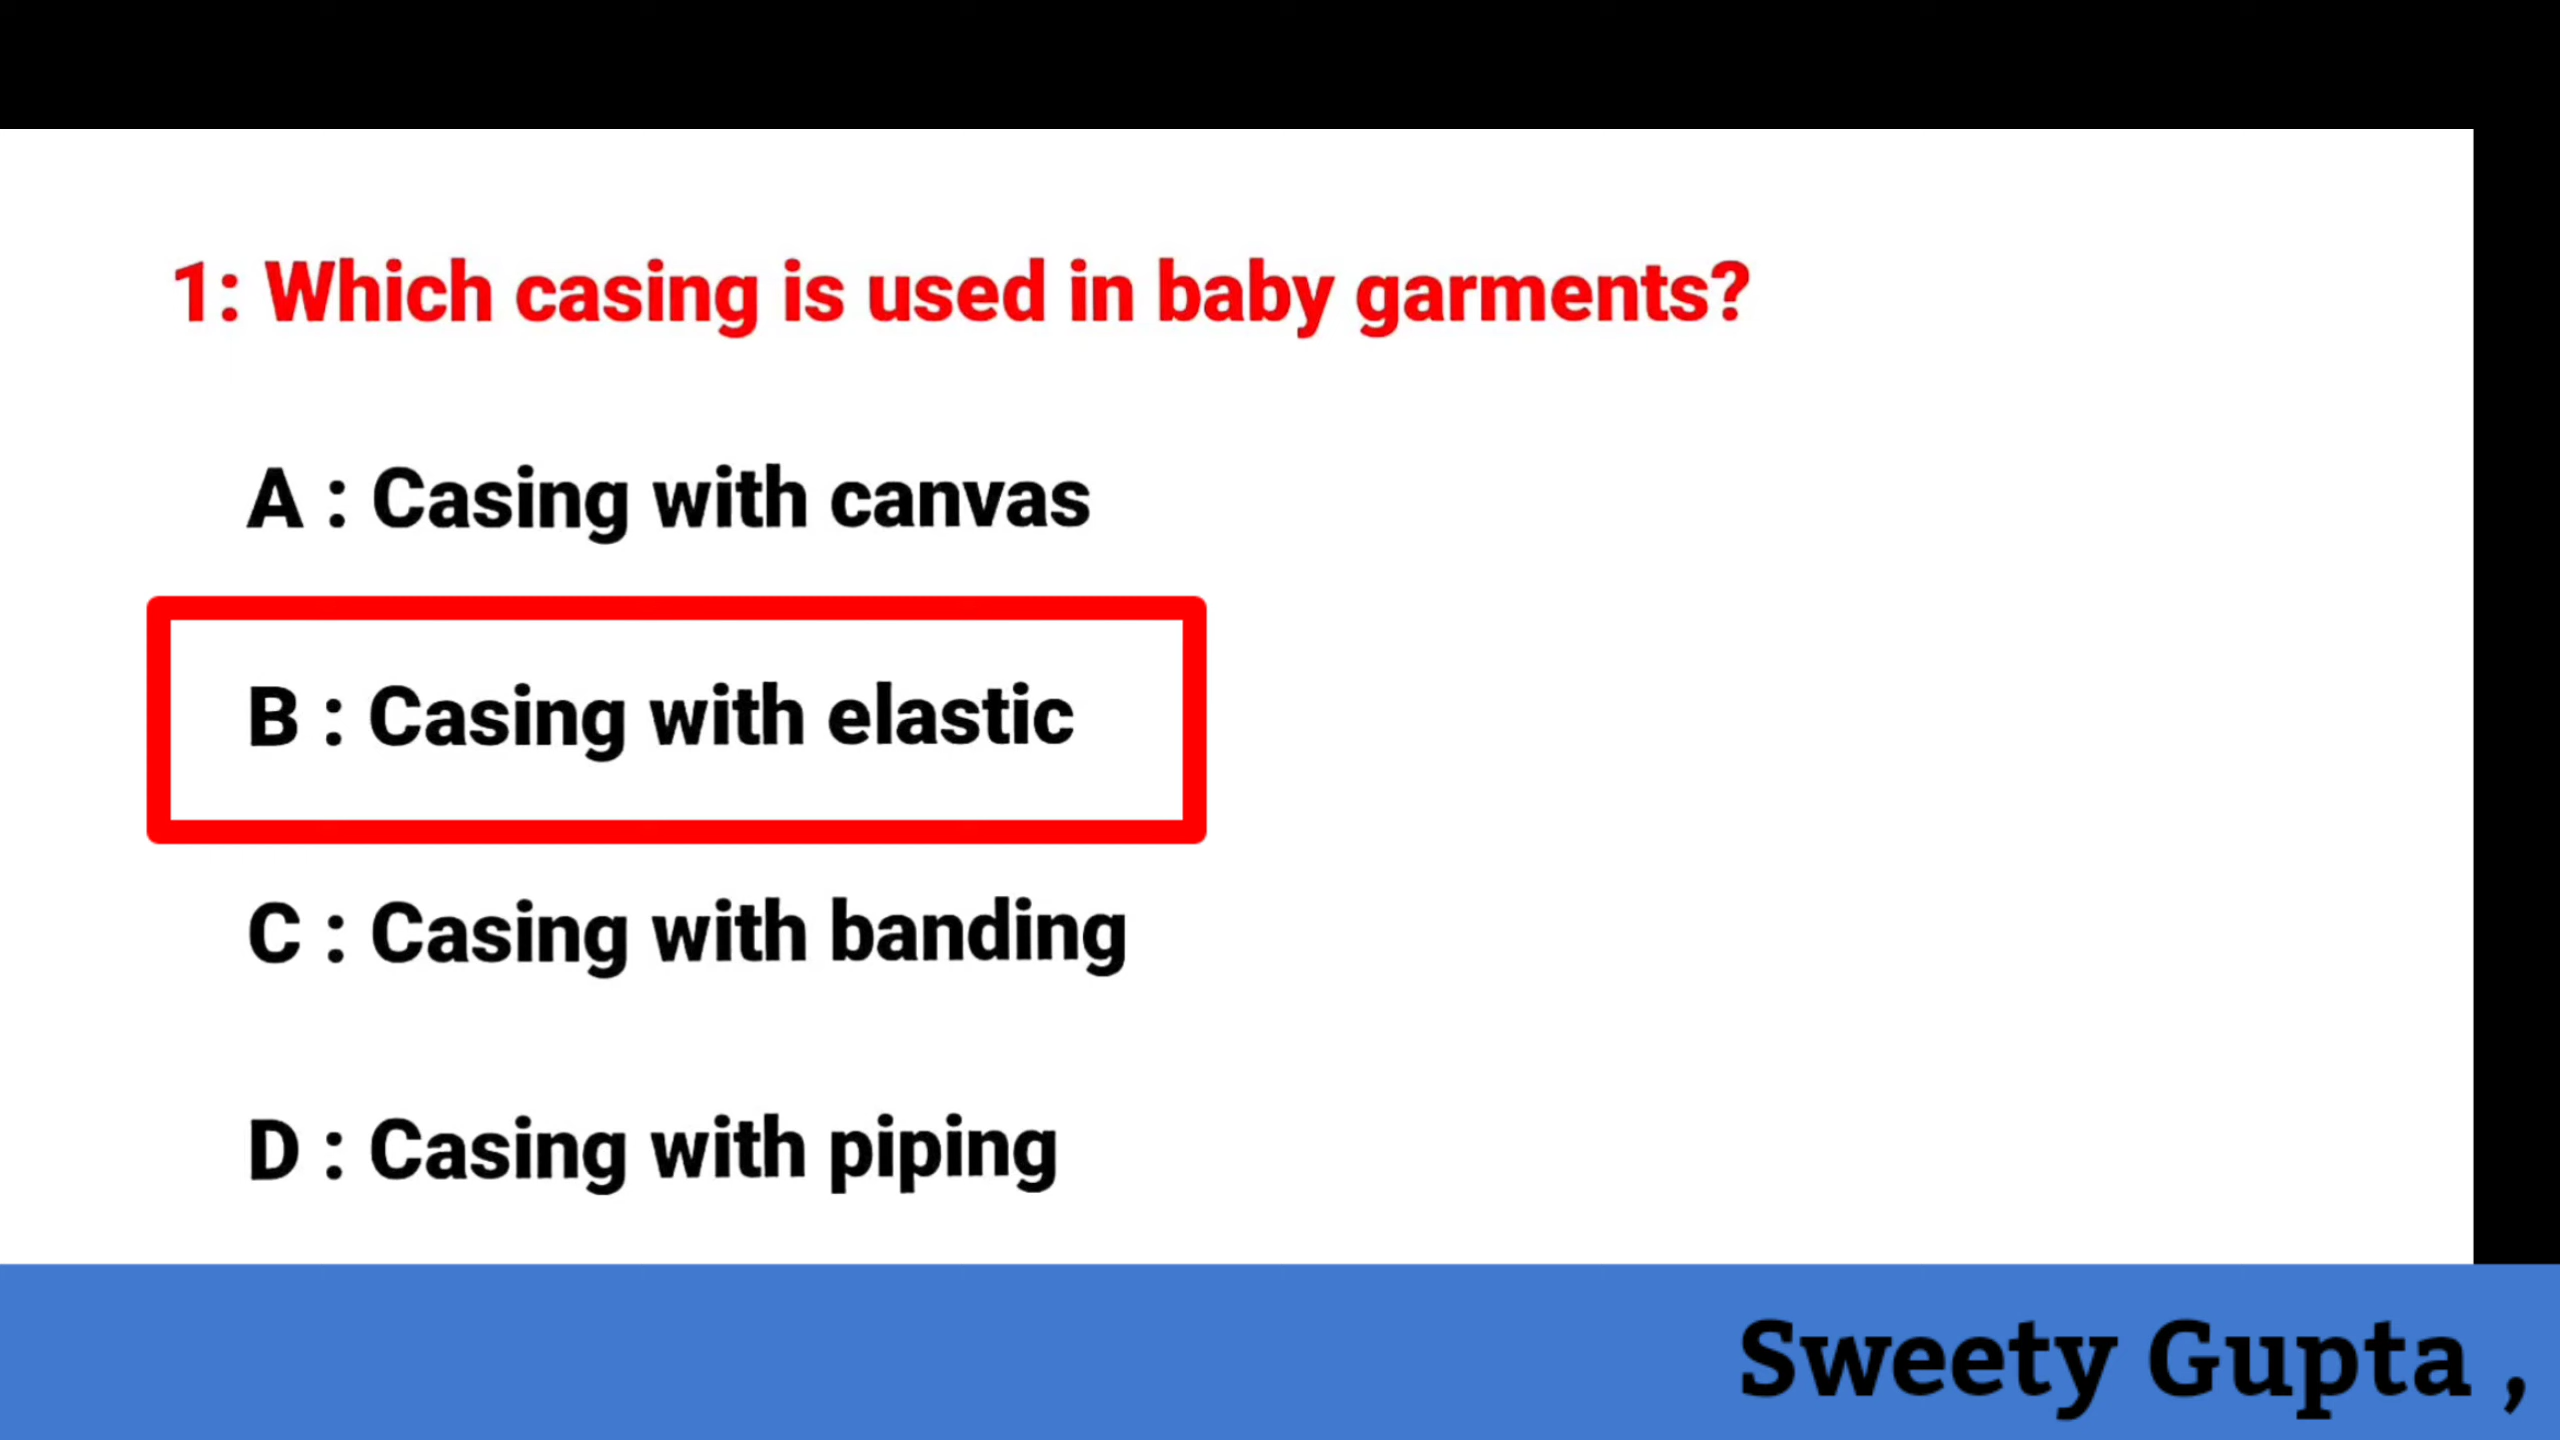 1: Which casing is used in baby garments?
A : Casing with canvas
B : Casing with elastic
C : Casing with banding
D : Casing with piping
Sweety Gupta ,